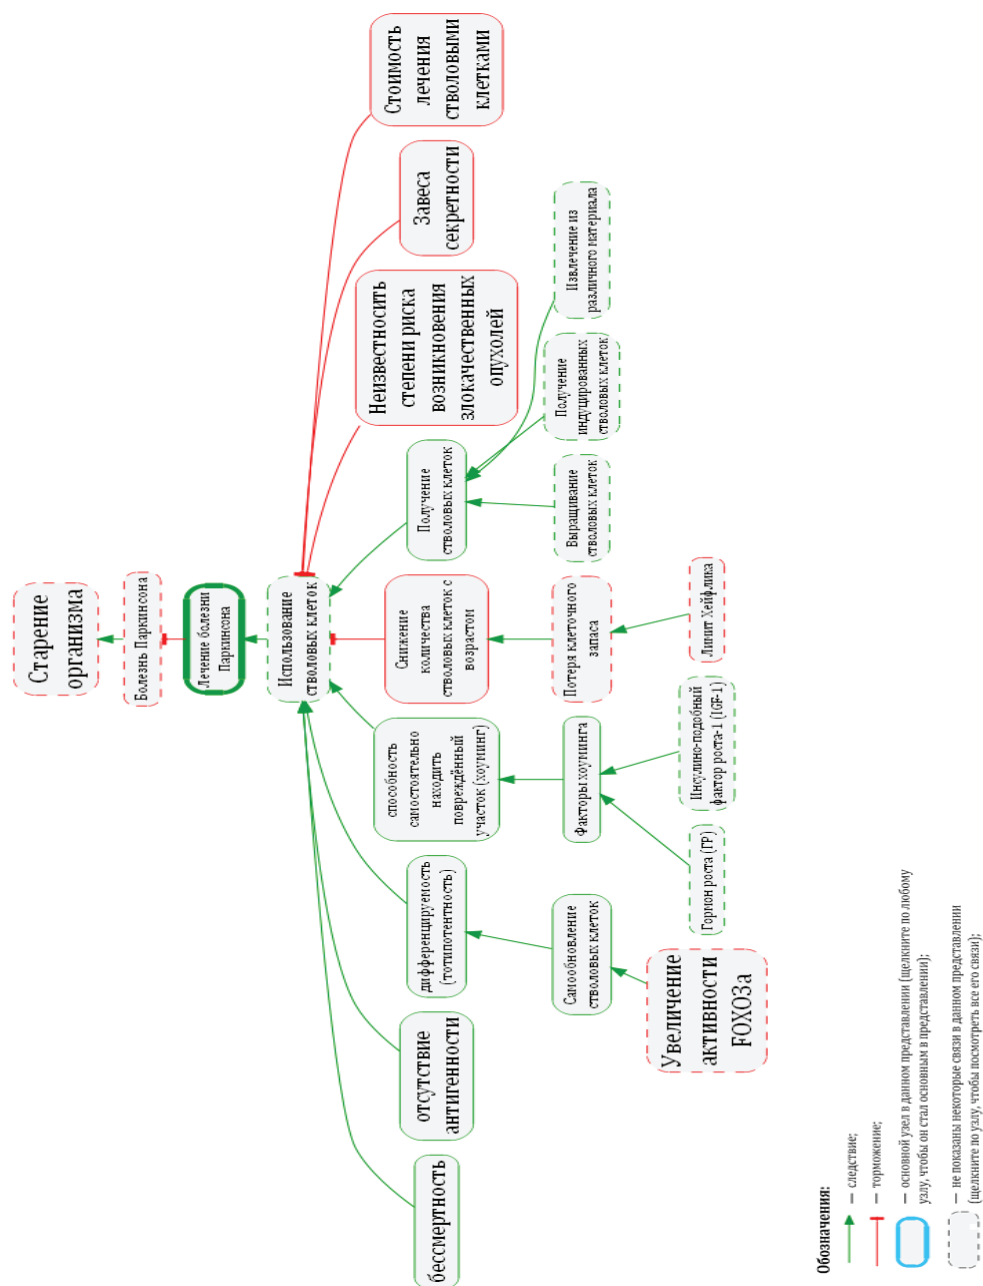 Старение
организма
Болезнь Паркинсона
Лечение болезни
Паркинсона
Использование
стволовых клеток
бессмертность
отсутствие
антигенности
дифференцируемость
(тотипотентность)
способность
самостоятельно
находить
повреждённый
участок (хоуминг)
Снижение
количества
стволовых клеток с
возрастом
Получение
стволовых клеток
Неизвестносить
степени риска
возникновения
злокачественных
опухолей
Завеса
секретности
Стоимость
лечения
стволовыми
клетками
Самообновление
стволовых клеток
Факторы хоуминга
Потеря клеточного
запаса
Выращивание
стволовых клеток
Получение
индуцированных
стволовых клеток
Извлечение из
различного материала
Увеличение
активности
FOXO3a
Гормон роста (ГР)
Инсулино-подобный
фактор роста-1 (IGF-1)
Лимит Хейфлика
Обозначения:
— следствие;
— торможение;
— основной узел в данном представлении (щелкните по любому
узлу, чтобы он стал основным в представлении);
— не показаны некоторые связи в данном представлении
(щелкните по узлу, чтобы посмотреть все его связи);